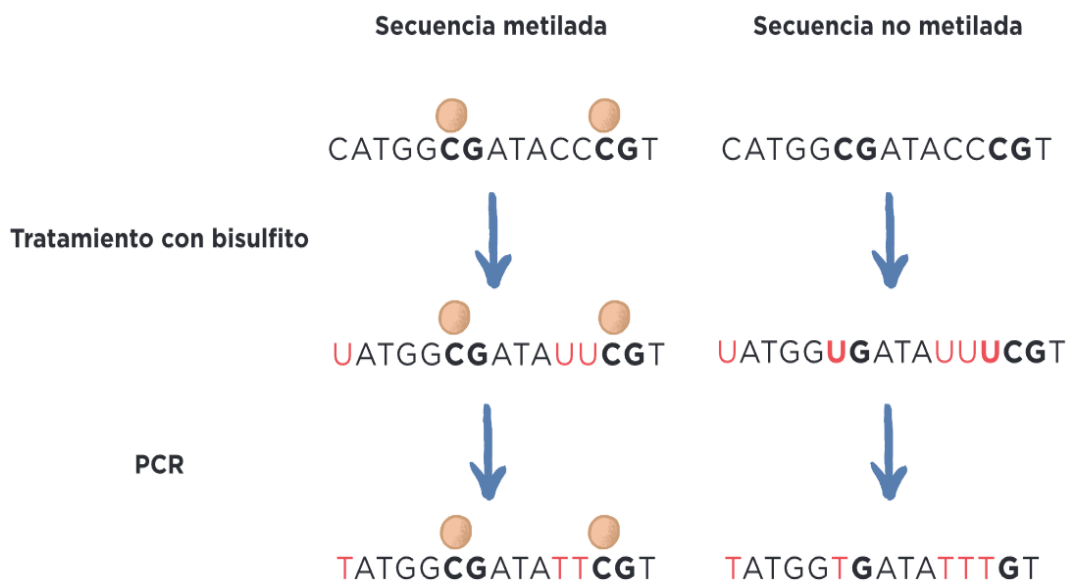 Secuencia metilada
Secuencia no metilada
CATGGCGATACCCGT
CATGGCGATACCCGT
Tratamiento con bisulfito
UATGGCGATAUUCGT
UATGGUGATAUUUCGT
PCR
TATGGCGATATTCGT
TATGGTGATATTTGT